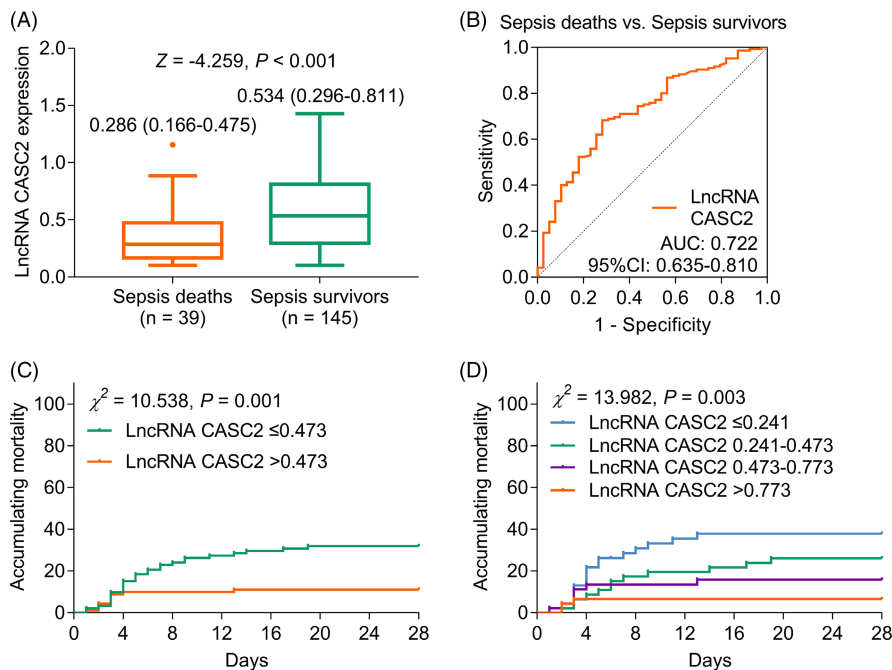 (A)
Z = -4.259, P < 0.001
0.534 (0.296-0.811)
0.286 (0.166-0.475)
LncRNA CASC2 expression
2.0
1.5
1.0
0.5
0.0
Sepsis deaths
(n = 39)
Sepsis survivors
(n = 145)
(B)
Sepsis deaths vs. Sepsis survivors
Sensitivity
1.0
0.8
0.6
0.4
0.2
0.0
LncRNA
CASC2
AUC: 0.722
95%CI: 0.635-0.810
0.0 0.2 0.4 0.6 0.8 1.0
1 - Specificity
(C)
χ2 = 10.538, P = 0.001
LncRNA CASC2 ≤0.473
LncRNA CASC2 >0.473
Accumulating mortality
100
80
60
40
20
0
0 4 8 12 16 20 24 28
Days
(D)
χ2 = 13.982, P = 0.003
LncRNA CASC2 ≤0.241
LncRNA CASC2 0.241-0.473
LncRNA CASC2 0.473-0.773
LncRNA CASC2 >0.773
Accumulating mortality
100
80
60
40
20
0
0 4 8 12 16 20 24 28
Days